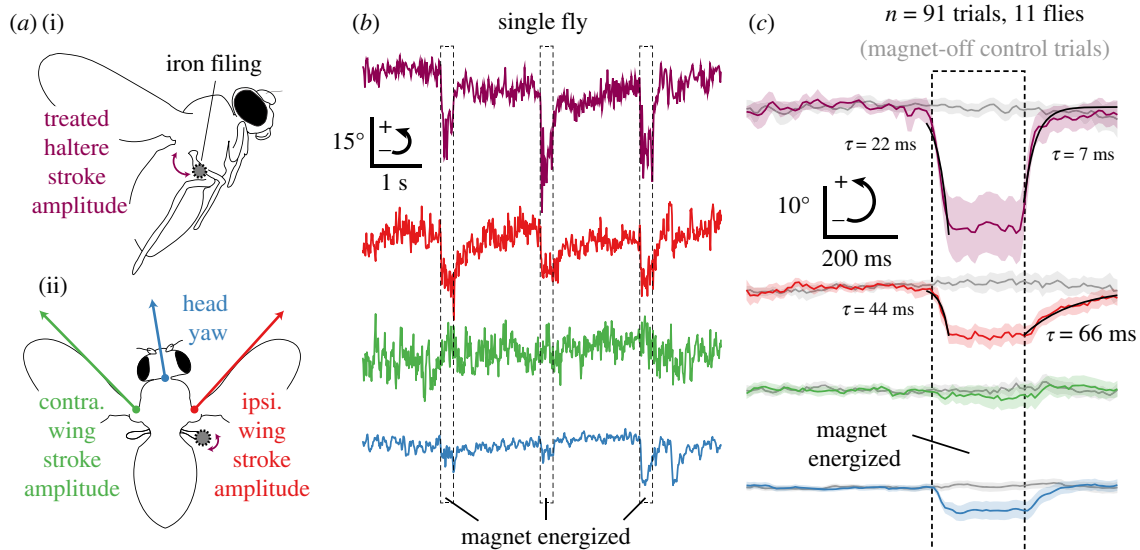 (a) (i)
iron filing
treated
haltere
stroke
amplitude
(ii)
head
yaw
contra.
wing
stroke
amplitude
ipsi.
wing
stroke
amplitude
(b)
single fly
15°
+
–
1 s
magnet energized
(c)
n = 91 trials, 11 flies
(magnet-off control trials)
τ = 22 ms
τ = 7 ms
10°
+
–
200 ms
τ = 44 ms
τ = 66 ms
magnet
energized